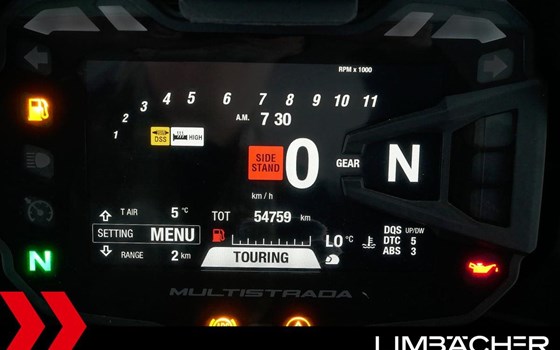 RPM x 1000
1 2 3 4 5 6 7 8 9 10 11
A.M. 7 30
DSS HIGH
SIDE STAND
0
GEAR N
km / h
T AIR 5 °C
TOT 54759 km
SETTING MENU
RANGE 2 km
LO °C
DQS UP/DW
DTC 5
ABS 3
N
TOURING
MULTISTRADA
LIMBÄCHER